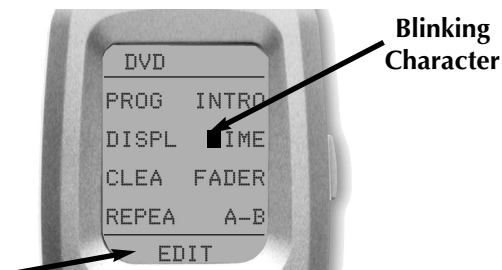 Blinking
Character
DVD
PROG INTRO
DISPL IME
CLEA FADER
REPEA A-B
EDIT